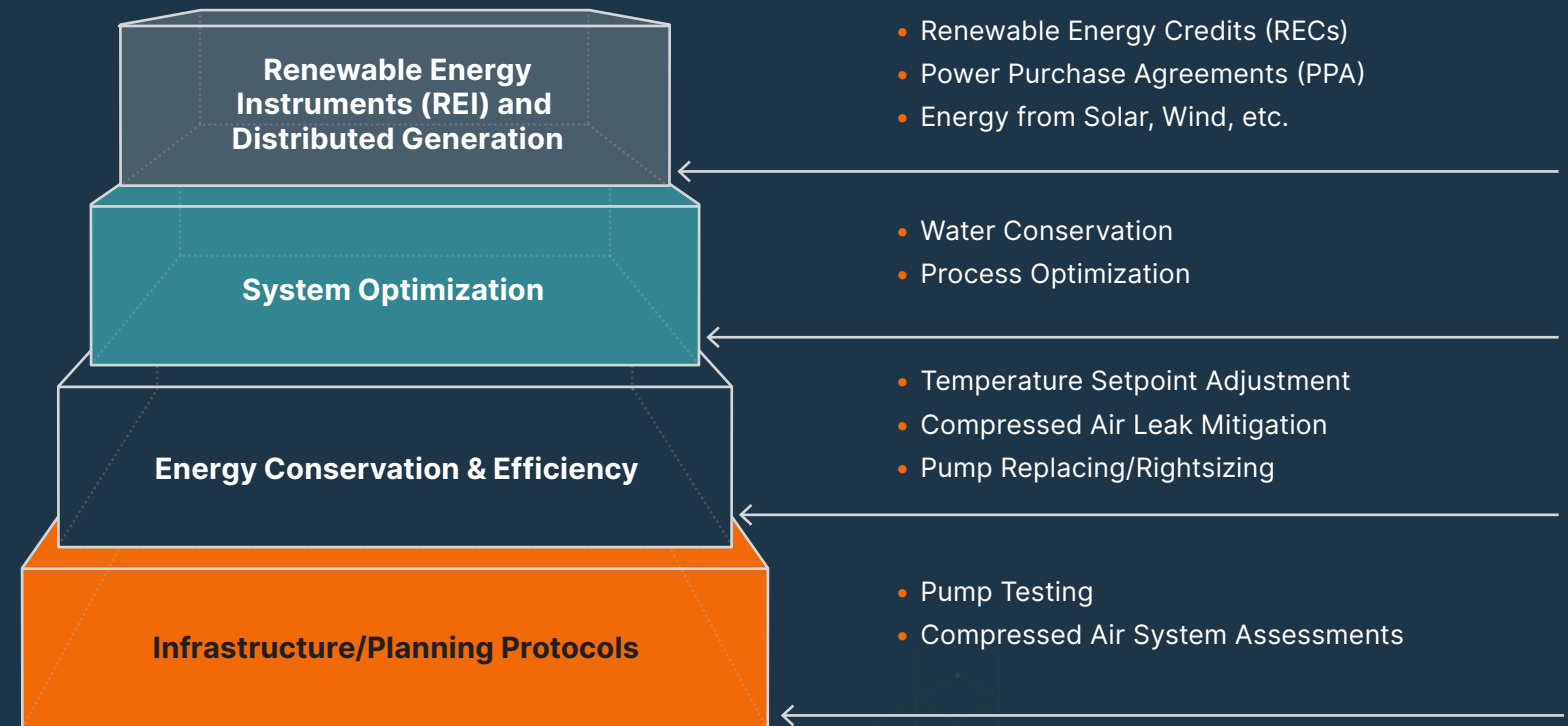 Renewable Energy
Instruments (REI) and
Distributed Generation
• Renewable Energy Credits (RECs)
• Power Purchase Agreements (PPA)
• Energy from Solar, Wind, etc.
System Optimization
• Water Conservation
• Process Optimization
Energy Conservation & Efficiency
• Temperature Setpoint Adjustment
• Compressed Air Leak Mitigation
• Pump Replacing/Rightsizing
Infrastructure/Planning Protocols
• Pump Testing
• Compressed Air System Assessments